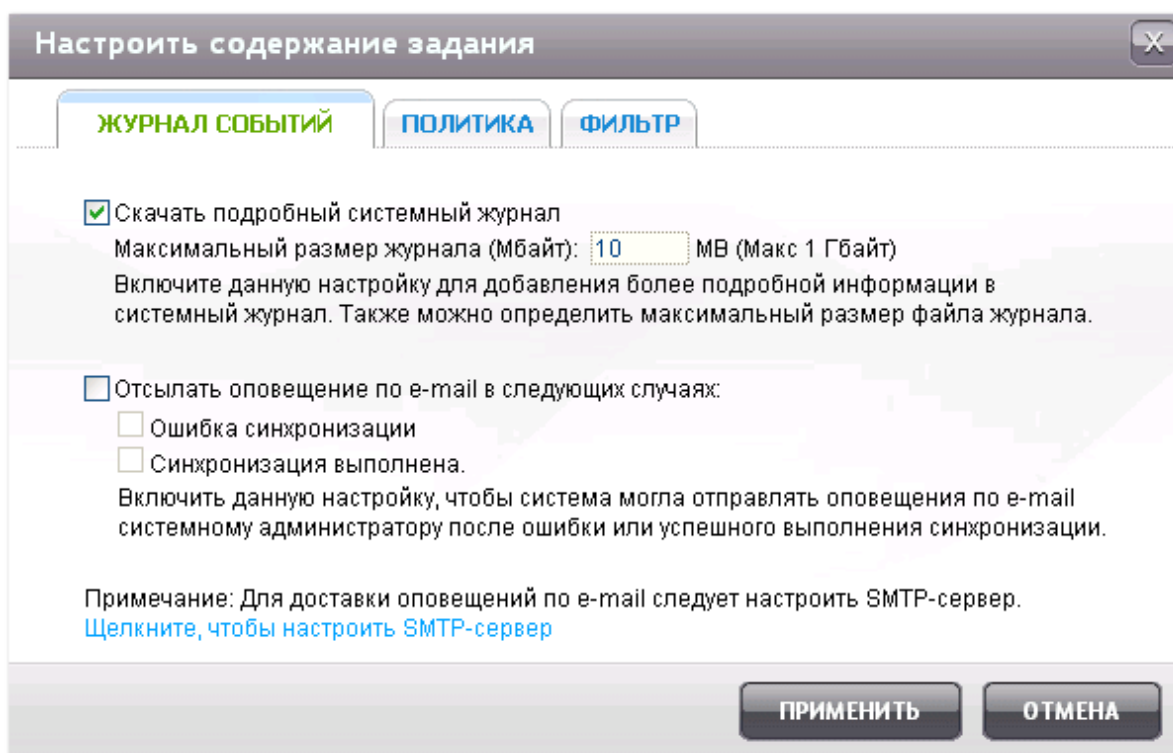 Настроить содержание задания
X
ЖУРНАЛ СОБЫТИЙ
ПОЛИТИКА
ФИЛЬТР
Скачать подробный системный журнал
Максимальный размер журнала (Мбайт): 10 MB (Макс 1 Гбайт)
Включите данную настройку для добавления более подробной информации в
системный журнал. Также можно определить максимальный размер файла журнала.
Отсылать оповещение по e-mail в следующих случаях:
Ошибка синхронизации
Синхронизация выполнена.
Включить данную настройку, чтобы система могла отправлять оповещения по e-mail
системному администратору после ошибки или успешного выполнения синхронизации.
Примечание: Для доставки оповещений по e-mail следует настроить SMTP-сервер.
Щелкните, чтобы настроить SMTP-сервер
ПРИМЕНИТЬ
ОТМЕНА